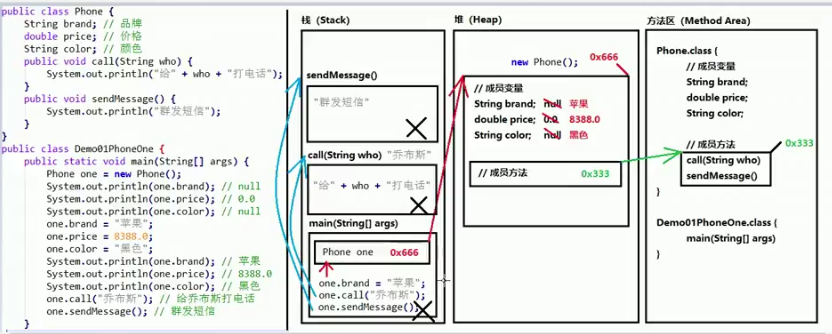 public class Phone {
String brand; // 品牌
double price; // 价格
String color; // 颜色
public void call(String who) {
System.out.println("给" + who + "打电话");
}
public void sendMessage() {
System.out.println("群发短信");
}
}
public class Demo01PhoneOne {
public static void main(String[] args) {
Phone one = new Phone();
System.out.println(one.brand); // null
System.out.println(one.price); // 0.0
System.out.println(one.color); // null
one.brand = "苹果";
one.price = 8388.0;
one.color = "黑色";
System.out.println(one.brand); // 苹果
System.out.println(one.price); // 8388.0
System.out.println(one.color); // 黑色
one.call("乔布斯"); // 给乔布斯打电话
one.sendMessage(); // 群发短信
}
栈（Stack）
sendMessage()
"群发短信"
call(String who) "乔布斯"
"给" + who + "打电话"
main(String[] args)
Phone one 0x666
one.brand = "苹果";
one.call("乔布斯");
one.sendMessage();
堆（Heap）
new Phone(); 0x666
// 成员变量
String brand; null 苹果
double price; 0.0 8388.0
String color; null 黑色
// 成员方法 0x333
方法区（Method Area）
Phone.class {
// 成员变量
String brand;
double price;
String color;
// 成员方法 0x333
call(String who)
sendMessage()
}
Demo01PhoneOne.class {
main(String[] args)
}